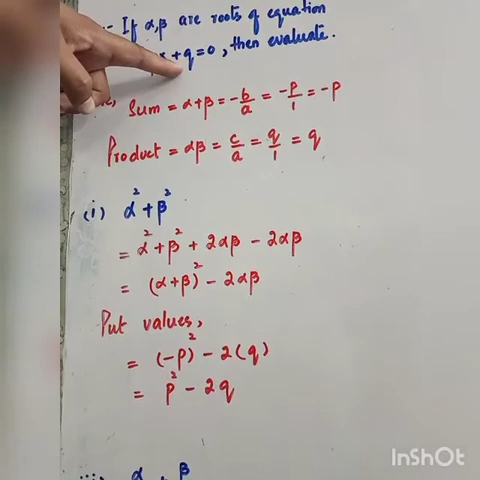 :- If α,β are roots of equation
x+q=0, then evaluate.
Sum = α+β = -b/a = -p/1 = -p
Product = αβ = c/a = q/1 = q
(i) α²+β²
= α²+β² + 2αβ - 2αβ
= (α+β)² - 2αβ
Put values,
= (-p)² - 2(q)
= p² - 2q
α β
InShOt